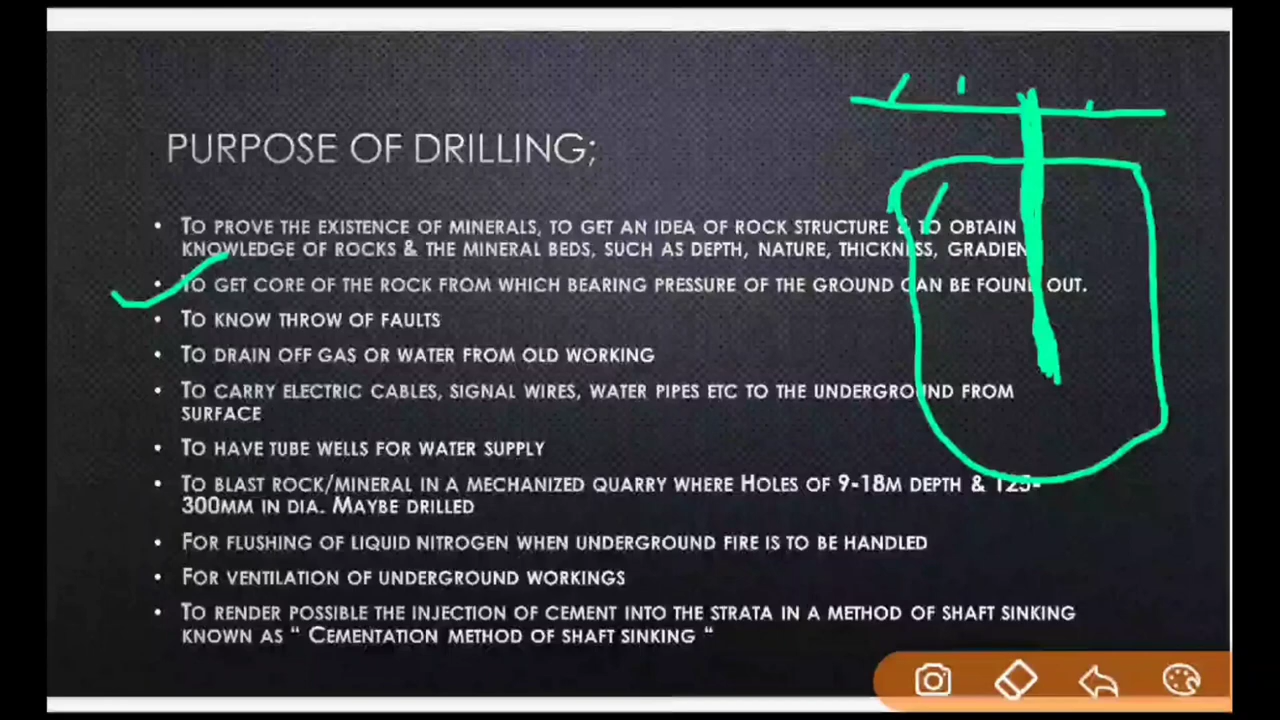 PURPOSE OF DRILLING;
• TO PROVE THE EXISTENCE OF MINERALS, TO GET AN IDEA OF ROCK STRUCTURE & TO OBTAIN
KNOWLEDGE OF ROCKS & THE MINERAL BEDS, SUCH AS DEPTH, NATURE, THICKNESS, GRADIEN
• TO GET CORE OF THE ROCK FROM WHICH BEARING PRESSURE OF THE GROUND CAN BE FOUND OUT.
• TO KNOW THROW OF FAULTS
• TO DRAIN OFF GAS OR WATER FROM OLD WORKING
• TO CARRY ELECTRIC CABLES, SIGNAL WIRES, WATER PIPES ETC TO THE UNDERGROUND FROM
SURFACE
• TO HAVE TUBE WELLS FOR WATER SUPPLY
• TO BLAST ROCK/MINERAL IN A MECHANIZED QUARRY WHERE HOLES OF 9-18M DEPTH & 125-
300MM IN DIA. MAYBE DRILLED
• FOR FLUSHING OF LIQUID NITROGEN WHEN UNDERGROUND FIRE IS TO BE HANDLED
• FOR VENTILATION OF UNDERGROUND WORKINGS
• TO RENDER POSSIBLE THE INJECTION OF CEMENT INTO THE STRATA IN A METHOD OF SHAFT SINKING
KNOWN AS “ CEMENTATION METHOD OF SHAFT SINKING “